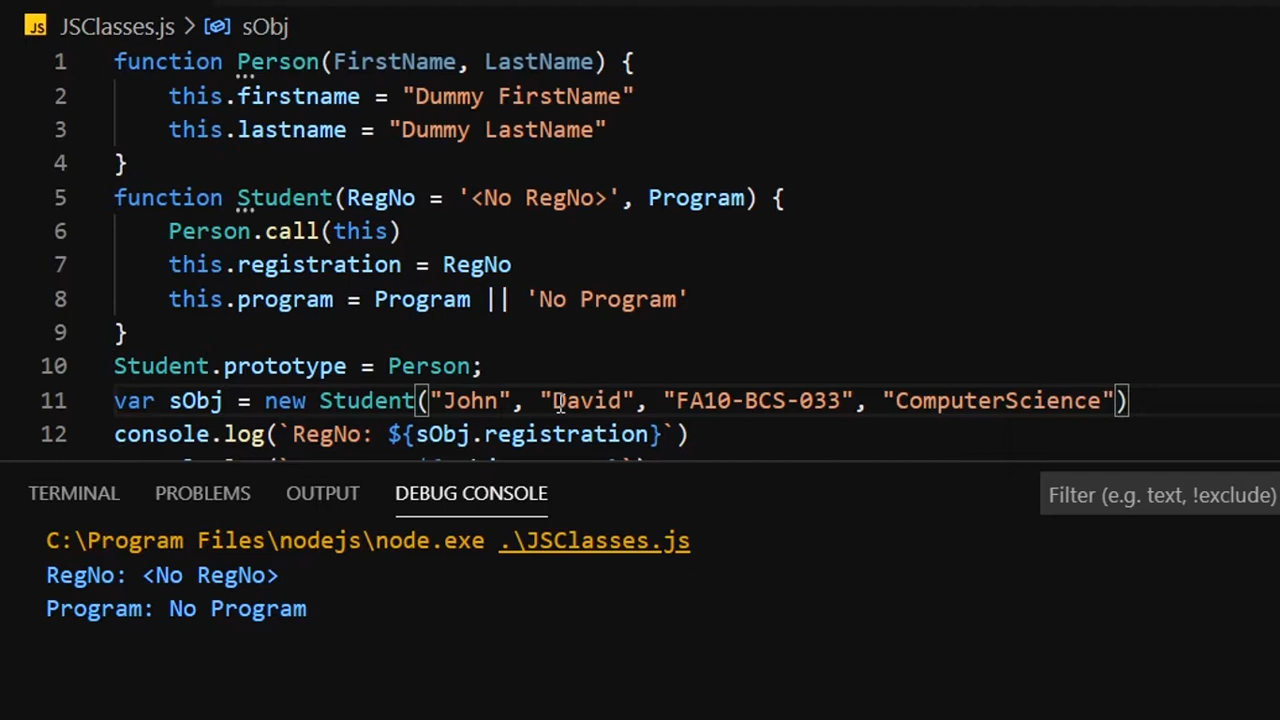 JS JSClasses.js > sObj
1 function Person(FirstName, LastName) {
2 this.firstname = "Dummy FirstName"
3 this.lastname = "Dummy LastName"
4 }
5 function Student(RegNo = '<No RegNo>', Program) {
6 Person.call(this)
7 this.registration = RegNo
8 this.program = Program || 'No Program'
9 }
10 Student.prototype = Person;
11 var sObj = new Student("John", "David", "FA10-BCS-033", "ComputerScience")
12 console.log(`RegNo: ${sObj.registration}`)
TERMINAL PROBLEMS OUTPUT DEBUG CONSOLE Filter (e.g. text, !exclude)
C:\Program Files\nodejs\node.exe .\JSClasses.js
RegNo: <No RegNo>
Program: No Program